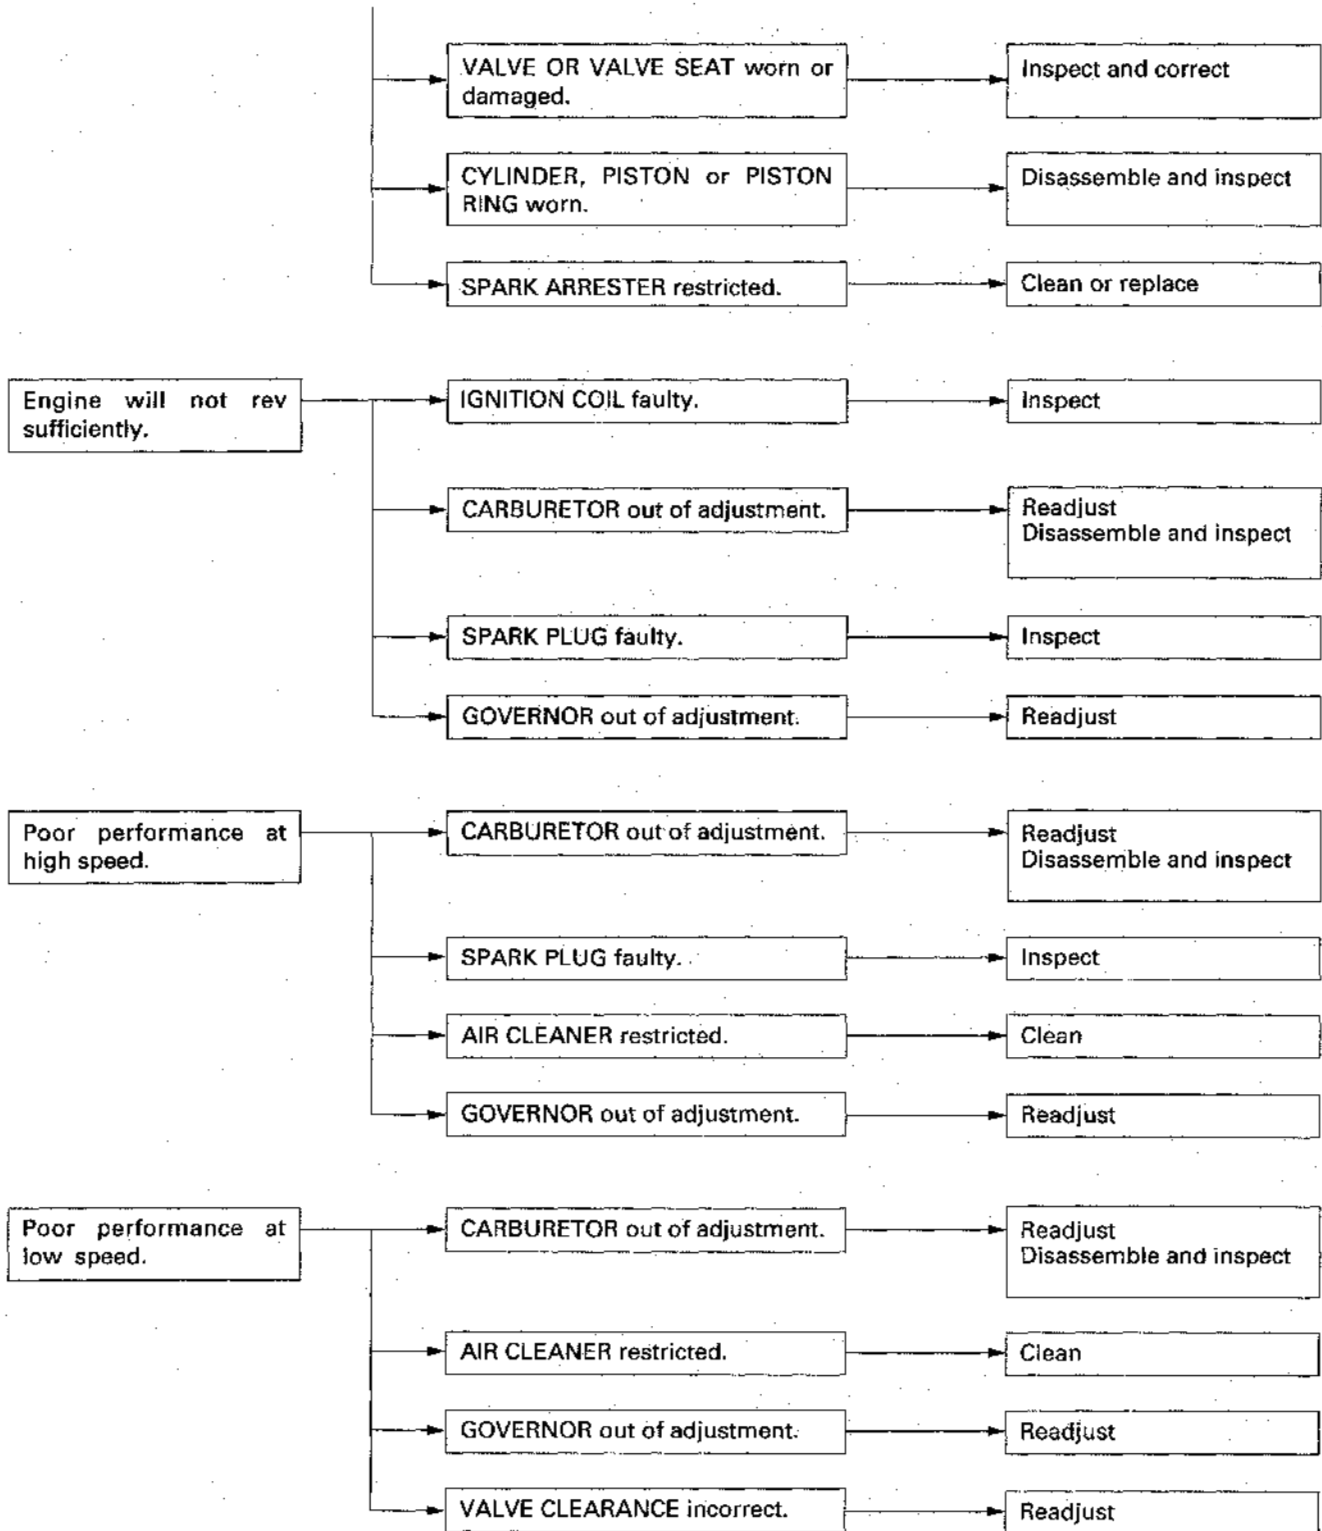 VALVE OR VALVE SEAT worn or
damaged.
Inspect and correct
CYLINDER, PISTON or PISTON
RING worn.
Disassemble and inspect
SPARK ARRESTER restricted.
Clean or replace
Engine will not rev
sufficiently.
IGNITION COIL faulty.
Inspect
CARBURETOR out of adjustment.
Readjust
Disassemble and inspect
SPARK PLUG faulty.
Inspect
GOVERNOR out of adjustment.
Readjust
Poor performance at
high speed.
CARBURETOR out of adjustment.
Readjust
Disassemble and inspect
SPARK PLUG faulty.
Inspect
AIR CLEANER restricted.
Clean
GOVERNOR out of adjustment.
Readjust
Poor performance at
low speed.
CARBURETOR out of adjustment.
Readjust
Disassemble and inspect
AIR CLEANER restricted.
Clean
GOVERNOR out of adjustment.
Readjust
VALVE CLEARANCE incorrect.
Readjust